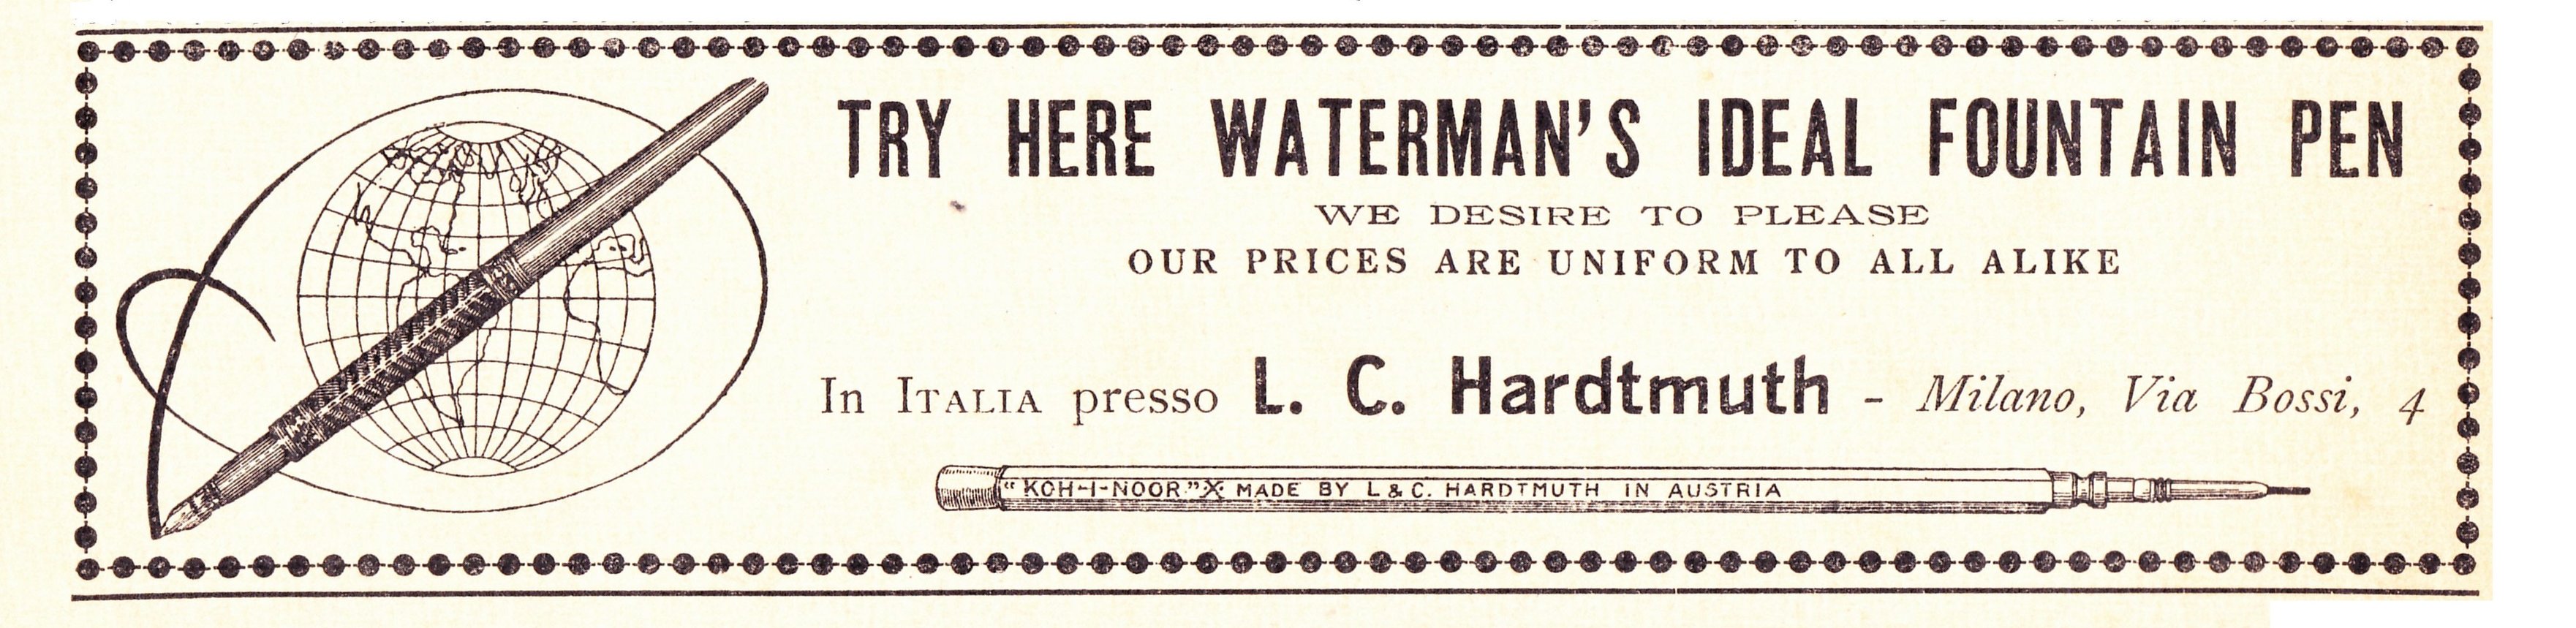 TRY HERE WATERMAN'S IDEAL FOUNTAIN PEN
WE DESIRE TO PLEASE
OUR PRICES ARE UNIFORM TO ALL ALIKE
In ITALIA presso L. C. Hardtmuth - Milano, Via Bossi, 4
"KOH-I-NOOR" X MADE BY L & C. HARDTMUTH IN AUSTRIA